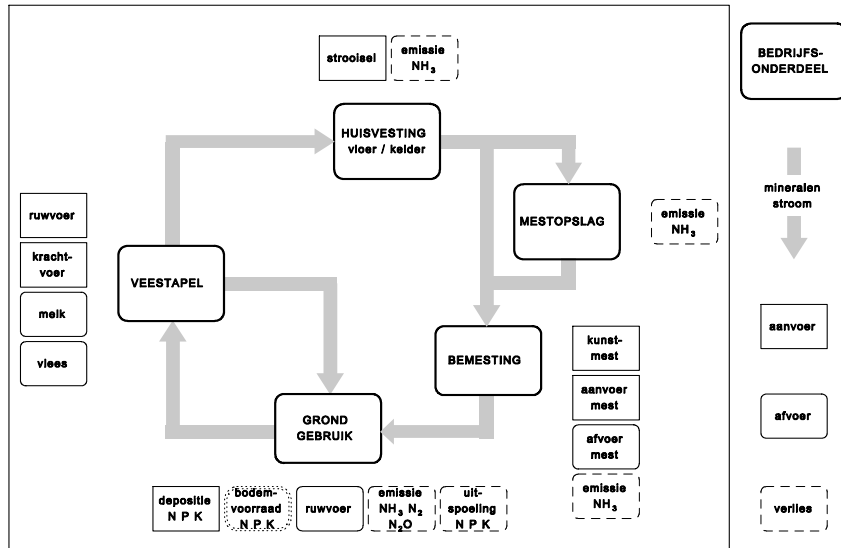 strooisel
emissie
NH₃
HUISVESTING
vloer / kelder
MESTOPSLAG
emissie
NH₃
ruwvoer
kracht-
voer
melk
vlees
VEESTAPEL
BEMESTING
kunst-
mest
aanvoer
mest
afvoer
mest
emissie
NH₃
GROND
GEBRUIK
depositie
N P K
bodem-
voorraad
N P K
ruwvoer
emissie
NH₃ N₂
N₂O
uit-
spoeling
N P K
BEDRIJFS-
ONDERDEEL
mineralen
stroom
aanvoer
afvoer
verlies